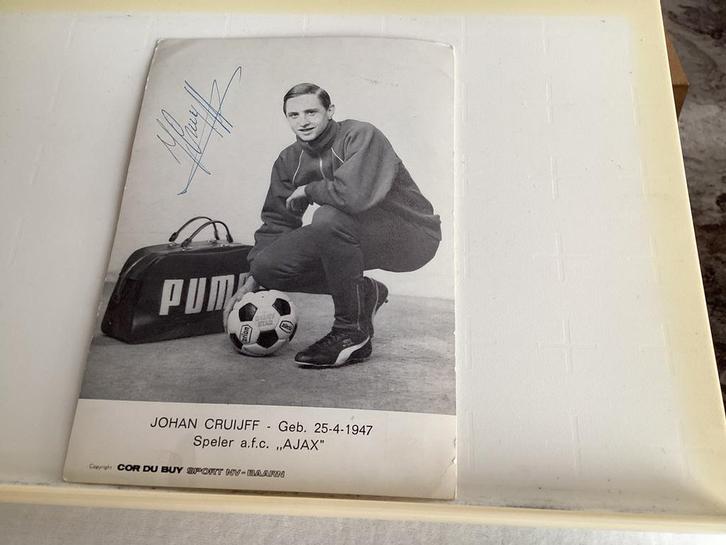 PUMA
JOHAN CRUIJFF - Geb. 25-4-1947
Speler a.f.c. „AJAX"
Copyright COR DU BUY SPORT NV-BAARN